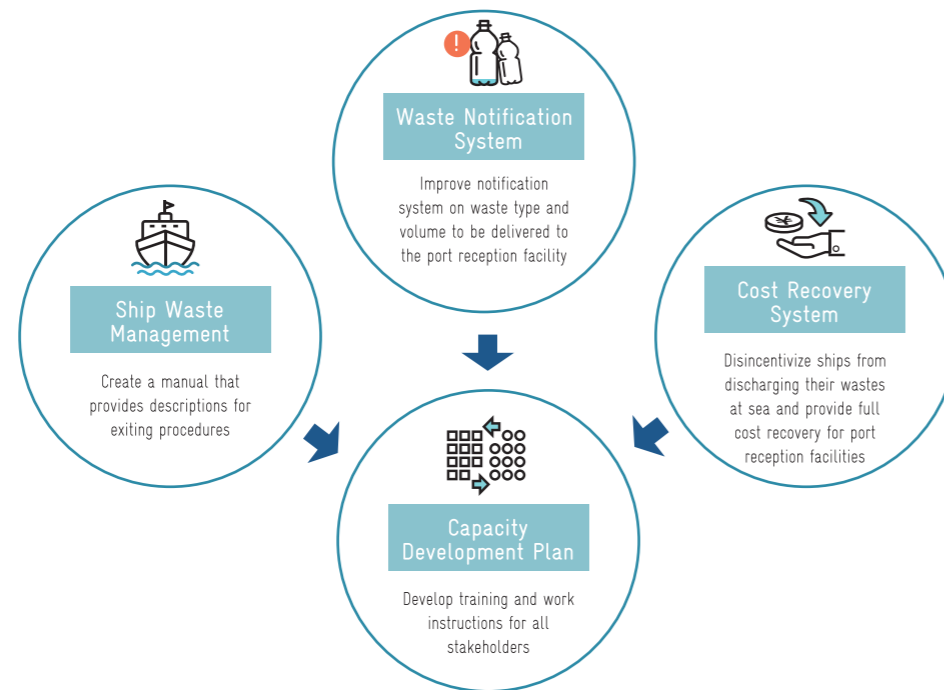 !
Waste Notification
System
Improve notification
system on waste type and
volume to be delivered to
the port reception facility
Ship Waste
Management
Create a manual that
provides descriptions for
exiting procedures
¥
Cost Recovery
System
Disincentivize ships from
discharging their wastes
at sea and provide full
cost recovery for port
reception facilities
Capacity
Development Plan
Develop training and work
instructions for all
stakeholders